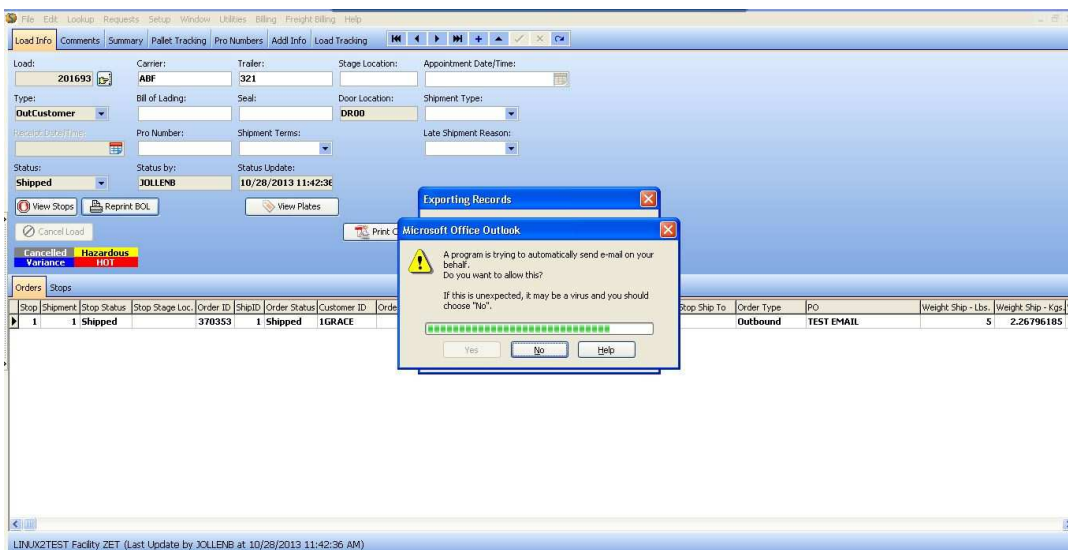 File Edit Lookup Requests Setup Window Utilities Billing Freight Billing Help
Load Info Comments Summary Pallet Tracking Pro Numbers Addl Info Load Tracking
Load: Carrier: Trailer: Stage Location: Appointment Date/Time:
201693 ABF 321
Type: Bill of Lading: Seal: Door Location: Shipment Type:
OutCustomer DR00
Receipt Date/Time: Pro Number: Shipment Terms: Late Shipment Reason:
Status: Status by: Status Update:
Shipped JOLLENB 10/28/2013 11:42:36
Exporting Records
View Stops Reprint BOL View Plates
Cancel Load Print
Microsoft Office Outlook
Cancelled Hazardous
Variance HOT
A program is trying to automatically send e-mail on your
behalf.
Do you want to allow this?
If this is unexpected, it may be a virus and you should
choose "No".
Yes No Help
Orders Stops
Stop Shipment Stop Status Stop Stage Loc. Order ID ShipID Order Status Customer ID Stop Ship To Order Type PO Weight Ship - Lbs. Weight Ship - Kgs.
1 1 Shipped 370353 1 Shipped 1GRACE Outbound TEST EMAIL 5 2.26796185
LINUX2TEST Facility ZET (Last Update by JOLLENB at 10/28/2013 11:42:36 AM)